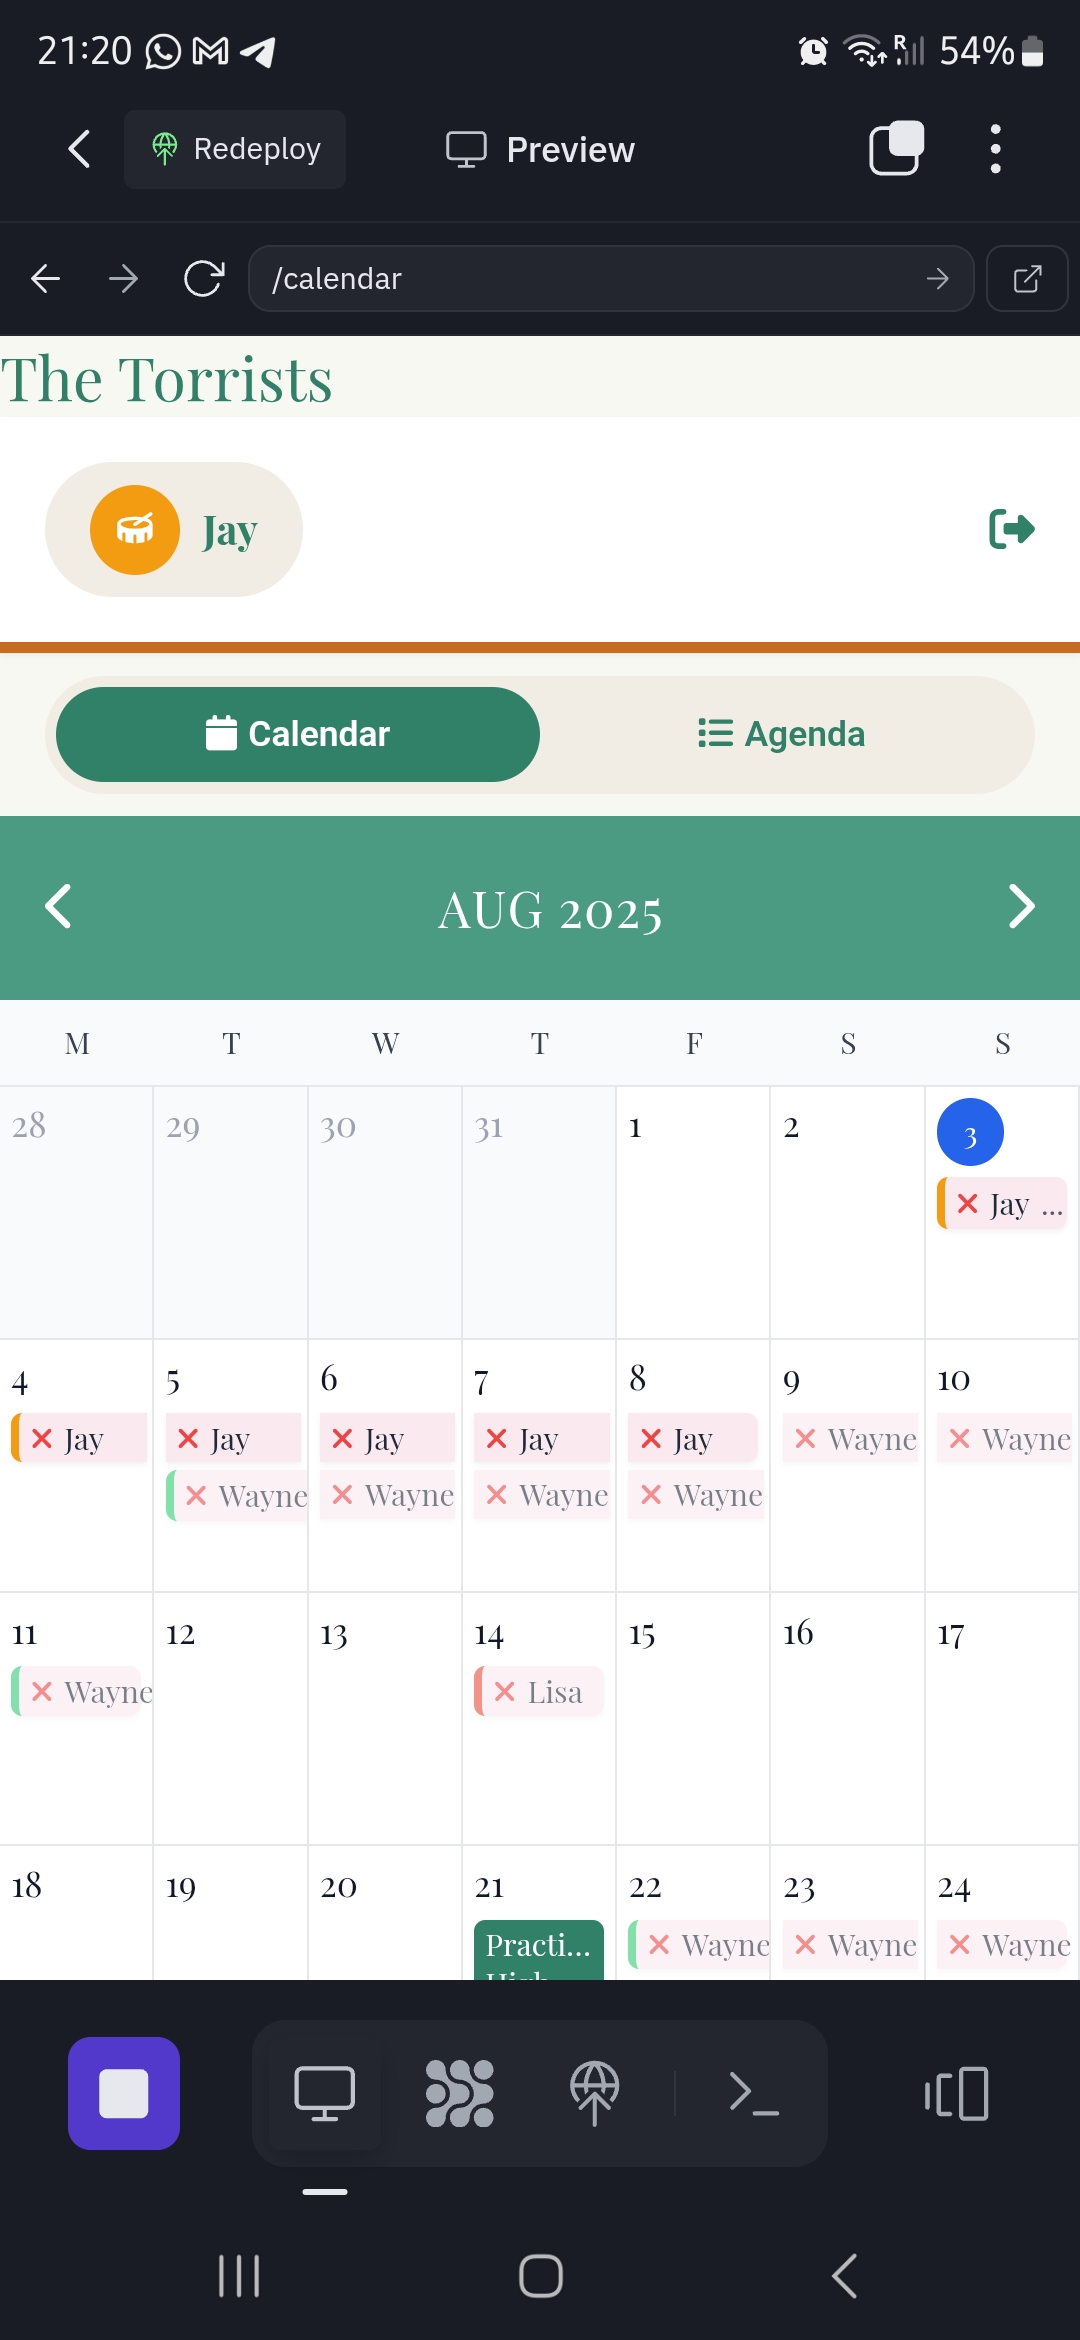 21:20 R 54%
Redeploy Preview
/calendar
The Torrists
Jay
Calendar Agenda
AUG 2025
M T W T F S S
28 29 30 31 1 2 3
Jay ...
4 5 6 7 8 9 10
Jay Jay Jay Jay Jay Wayne Wayne
Wayne Wayne Wayne Wayne
11 12 13 14 15 16 17
Wayne Lisa
18 19 20 21 22 23 24
Practi... Wayne Wayne Wayne